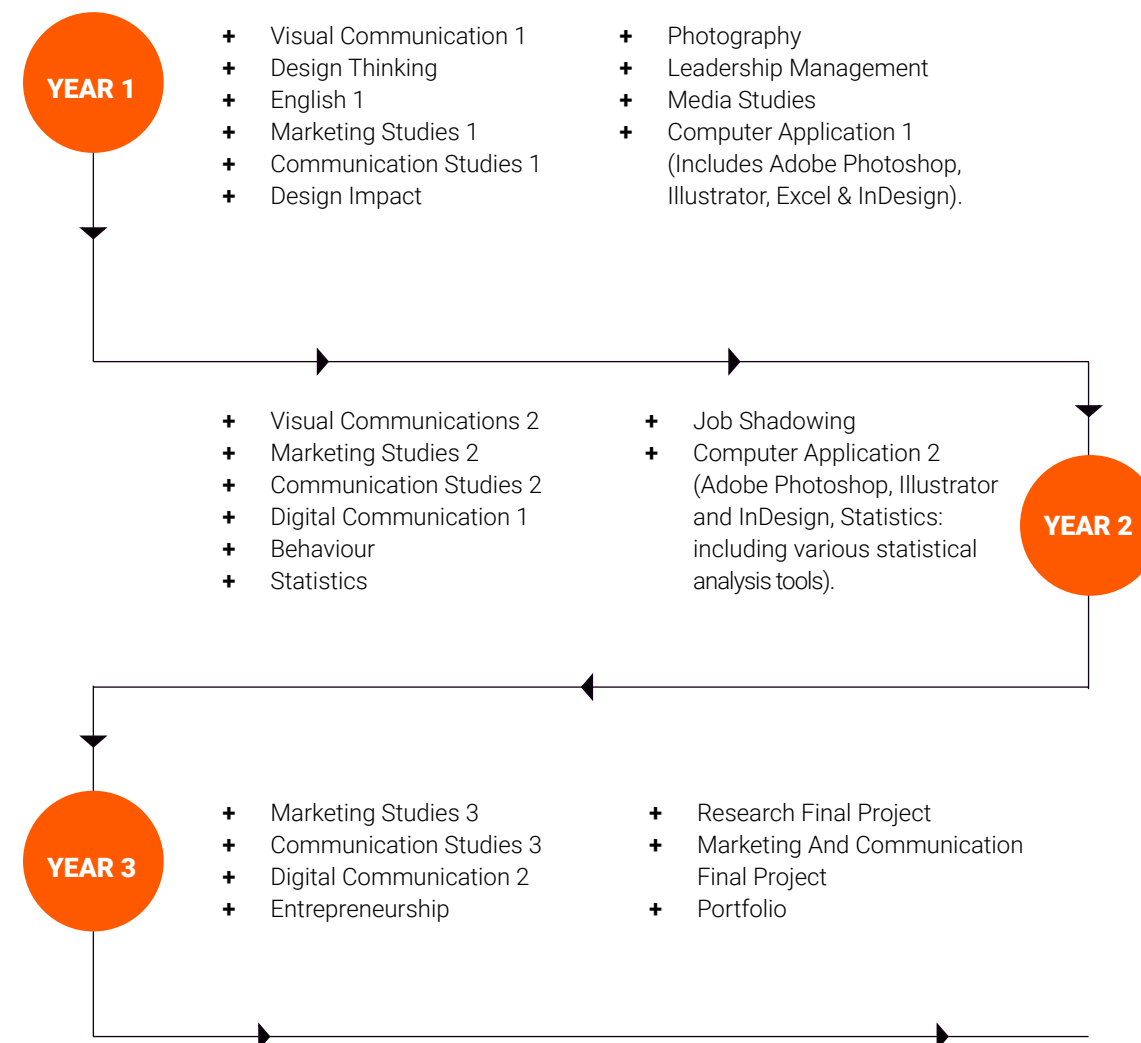 YEAR 1
+ Visual Communication 1
+ Design Thinking
+ English 1
+ Marketing Studies 1
+ Communication Studies 1
+ Design Impact
+ Photography
+ Leadership Management
+ Media Studies
+ Computer Application 1
(Includes Adobe Photoshop,
Illustrator, Excel & InDesign).
+ Visual Communications 2
+ Marketing Studies 2
+ Communication Studies 2
+ Digital Communication 1
+ Behaviour
+ Statistics
+ Job Shadowing
+ Computer Application 2
(Adobe Photoshop, Illustrator
and InDesign, Statistics:
including various statistical
analysis tools).
YEAR 2
YEAR 3
+ Marketing Studies 3
+ Communication Studies 3
+ Digital Communication 2
+ Entrepreneurship
+ Research Final Project
+ Marketing And Communication
Final Project
+ Portfolio